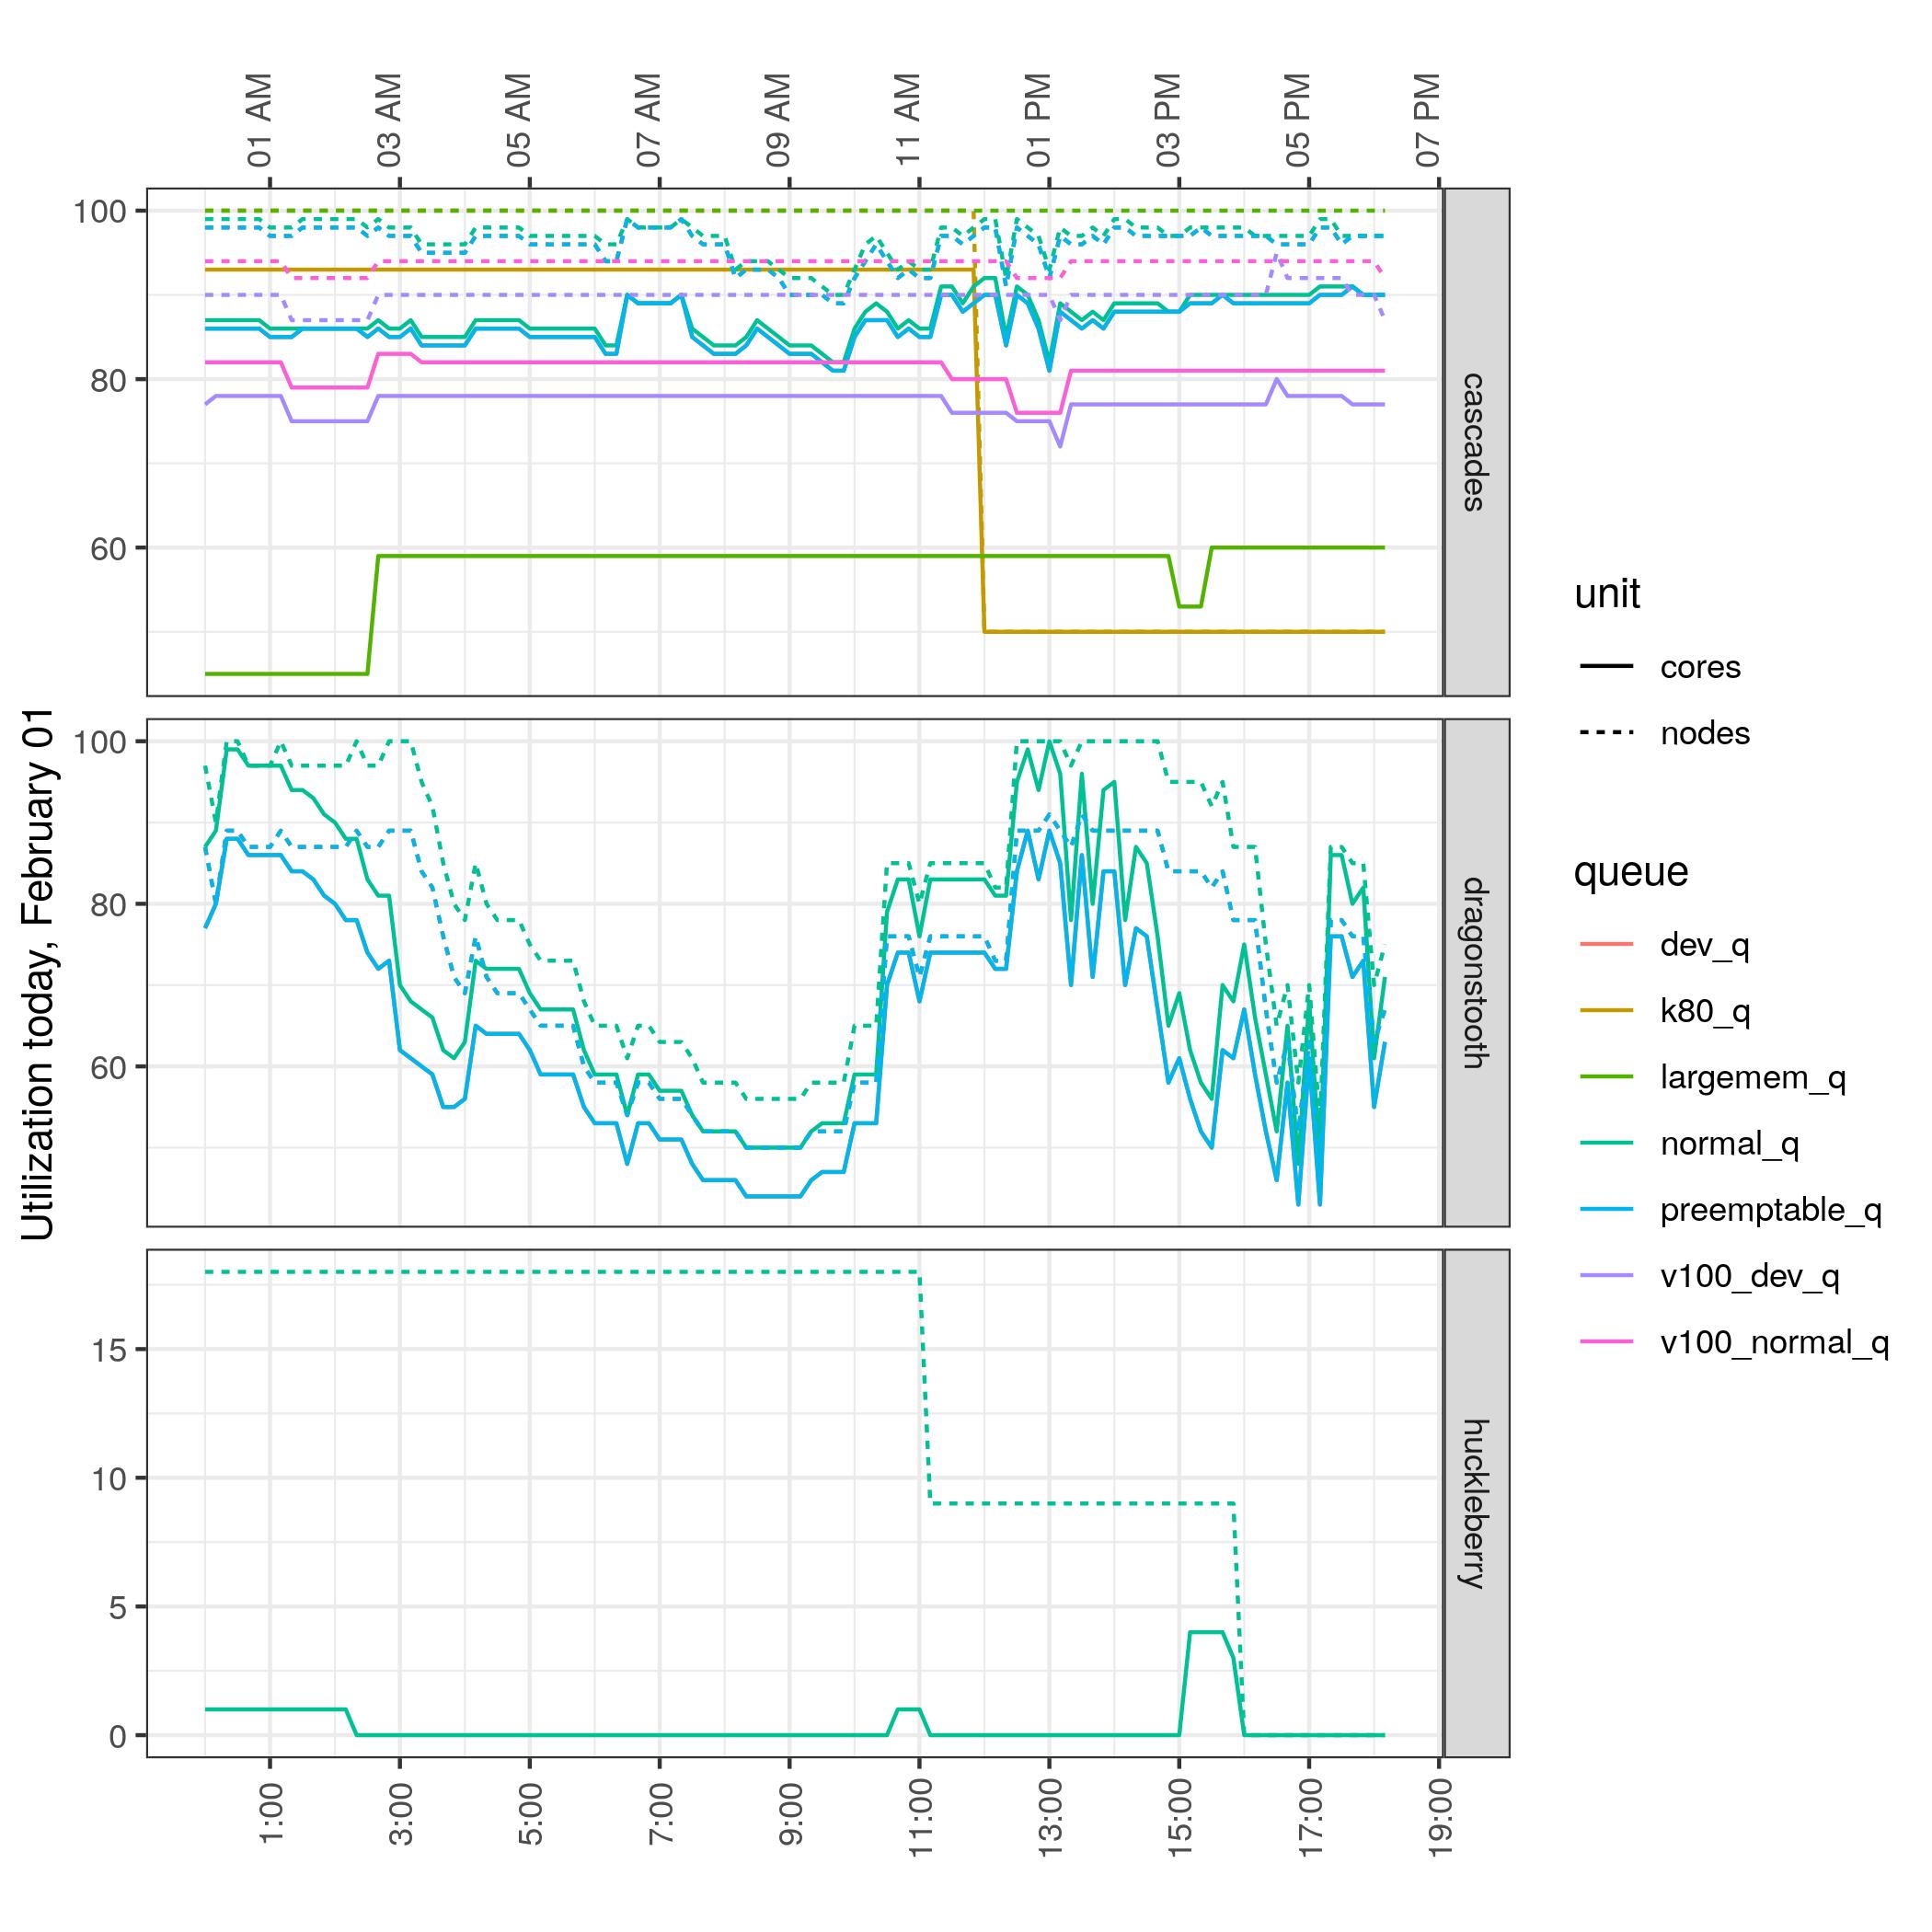 01 AM
03 AM
05 AM
07 AM
09 AM
11 AM
01 PM
03 PM
05 PM
07 PM
100
80
60
cascades
Utilization today, February 01
100
80
60
dragonstooth
15
10
5
0
huckleberry
1:00
3:00
5:00
7:00
9:00
11:00
13:00
15:00
17:00
19:00
unit
cores
nodes
queue
dev_q
k80_q
largemem_q
normal_q
preemptable_q
v100_dev_q
v100_normal_q